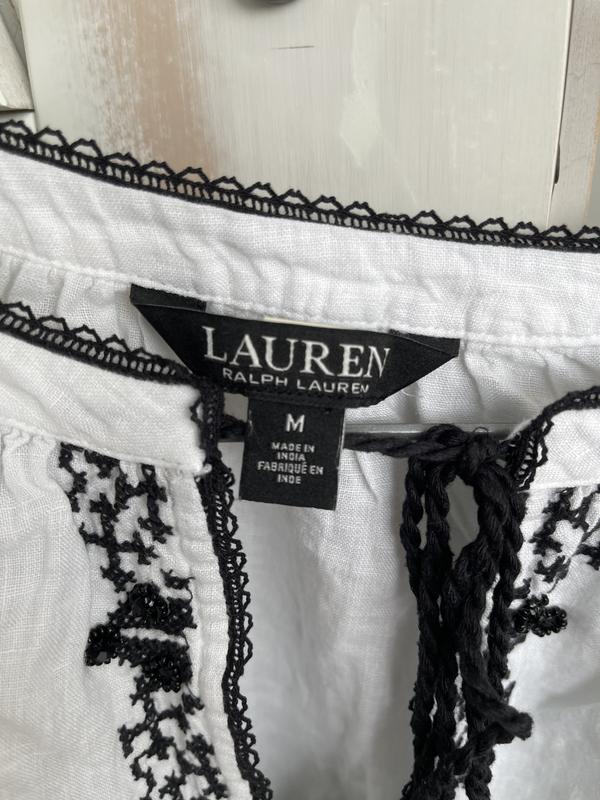 LAUREN
RALPH LAUREN
M
MADE IN
INDIA
FABRIQUÉ EN
INDE